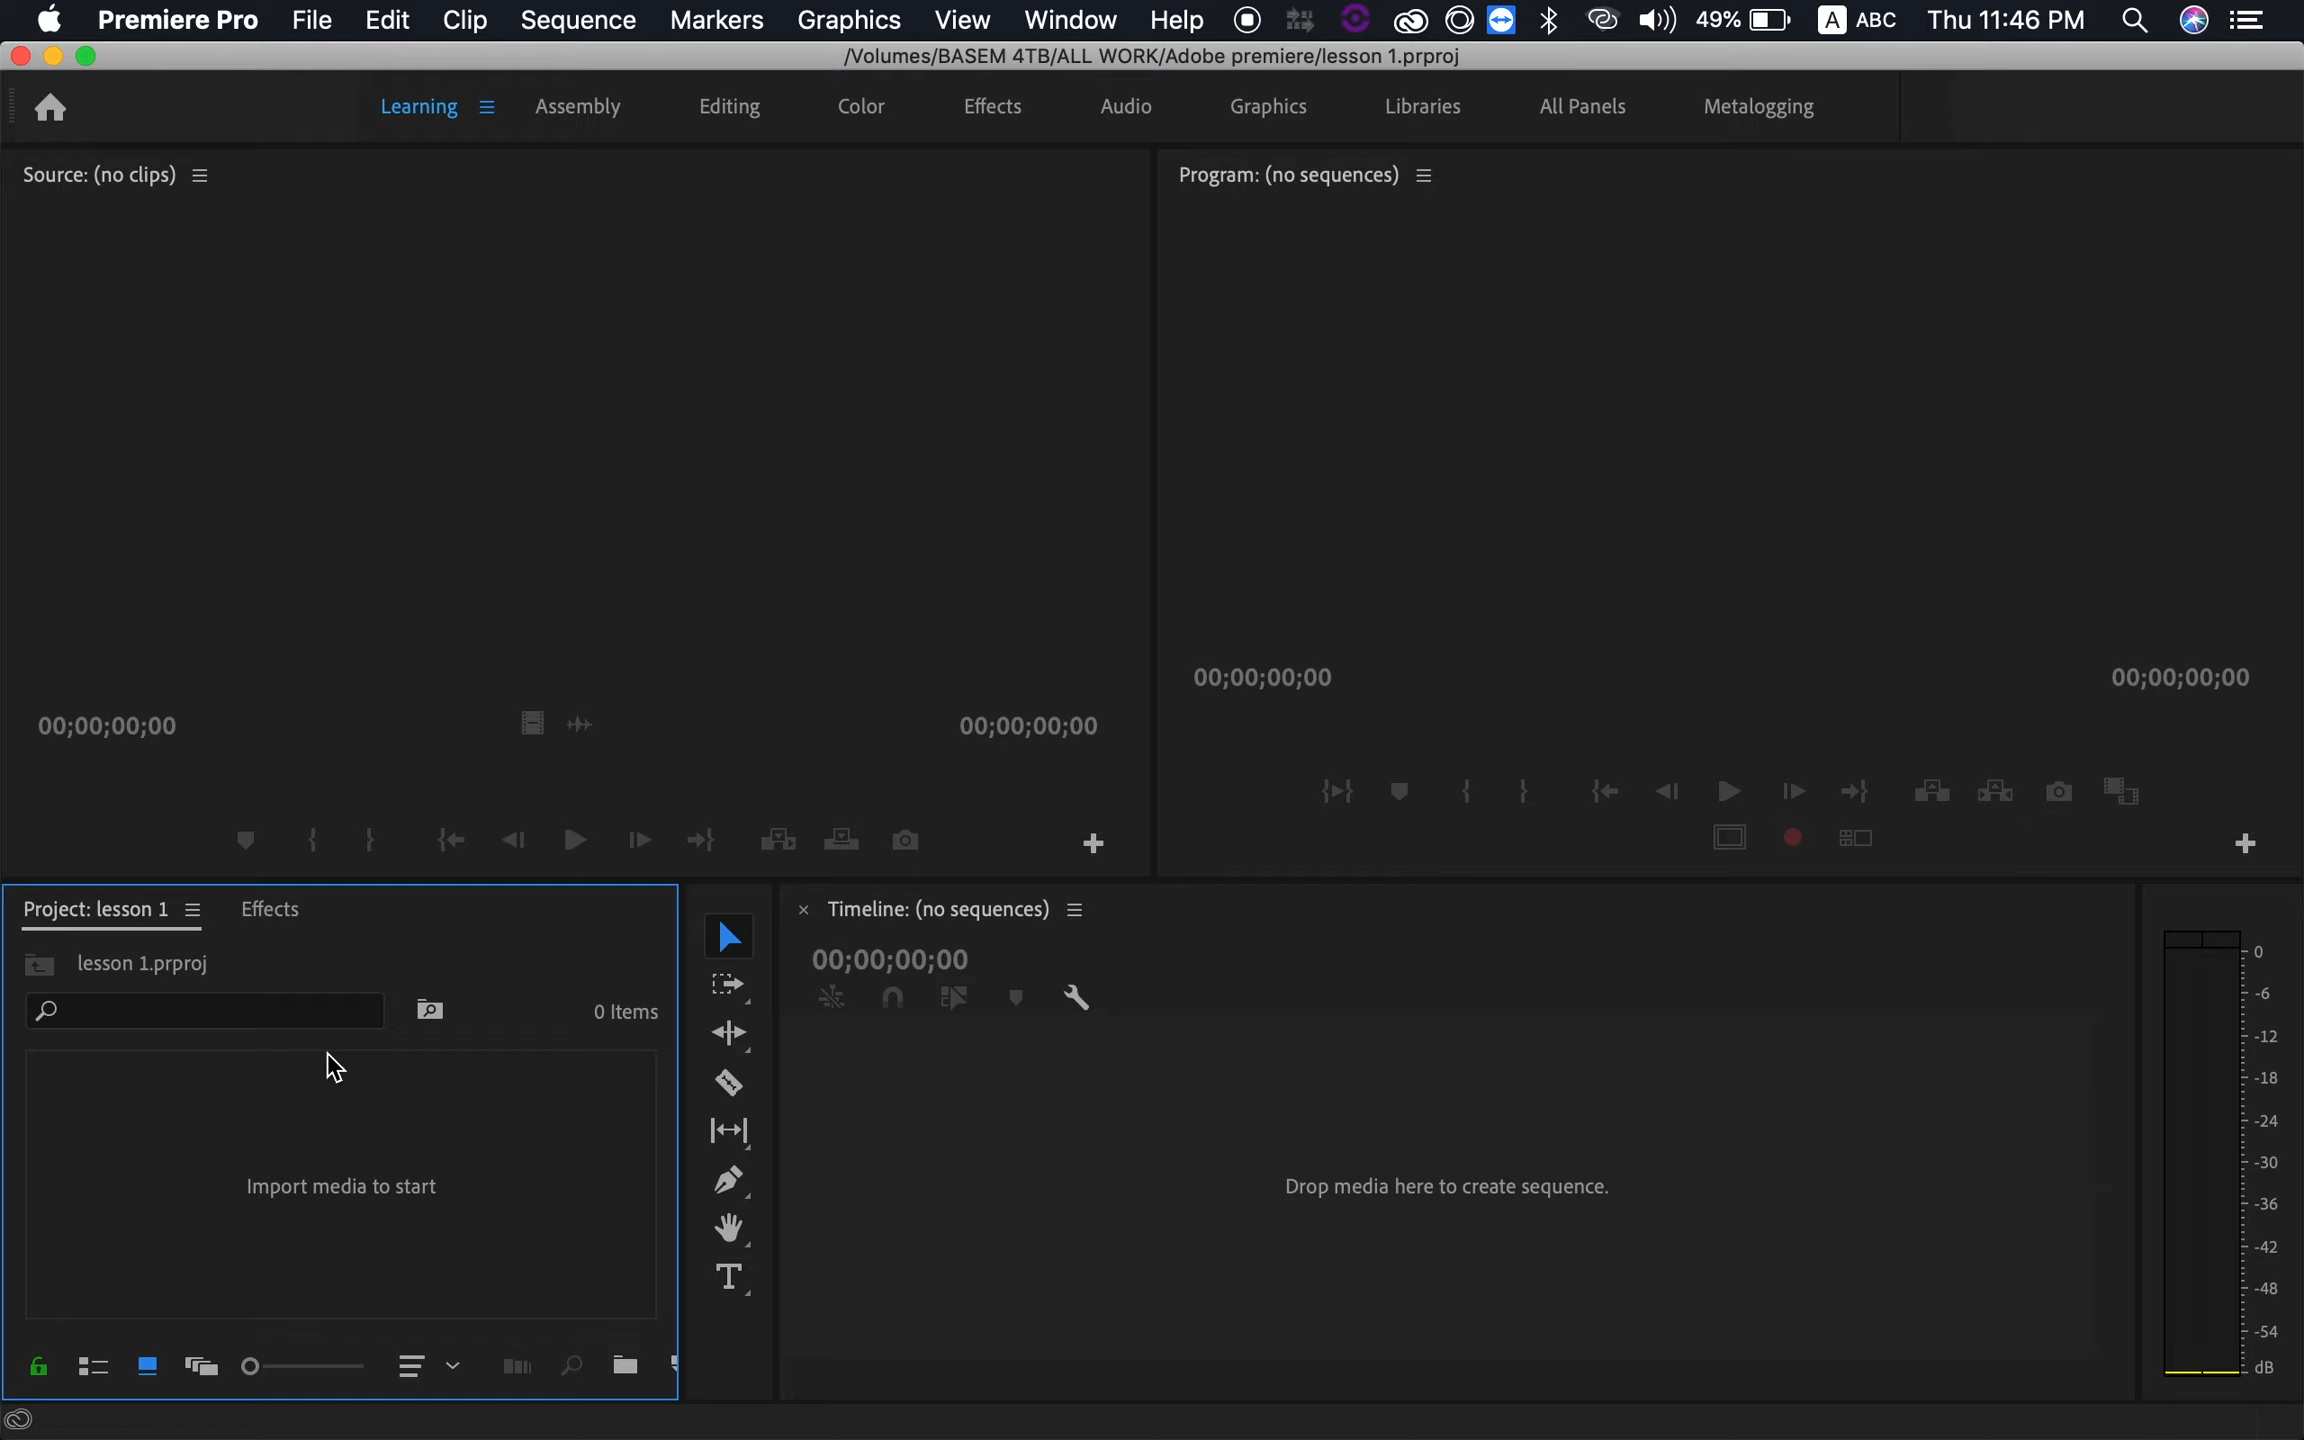 Premiere Pro File Edit Clip Sequence Markers Graphics View Window Help 49% A ABC Thu 11:46 PM
/Volumes/BASEM 4TB/ALL WORK/Adobe premiere/lesson 1.prproj
Learning Assembly Editing Color Effects Audio Graphics Libraries All Panels Metalogging
Source: (no clips)
00;00;00;00 00;00;00;00
Program: (no sequences)
00;00;00;00 00;00;00;00
Project: lesson 1 Effects
lesson 1.prproj
0 Items
Import media to start
Timeline: (no sequences)
00;00;00;00
Drop media here to create sequence.
0
-6
-12
-18
-24
-30
-36
-42
-48
-54
dB